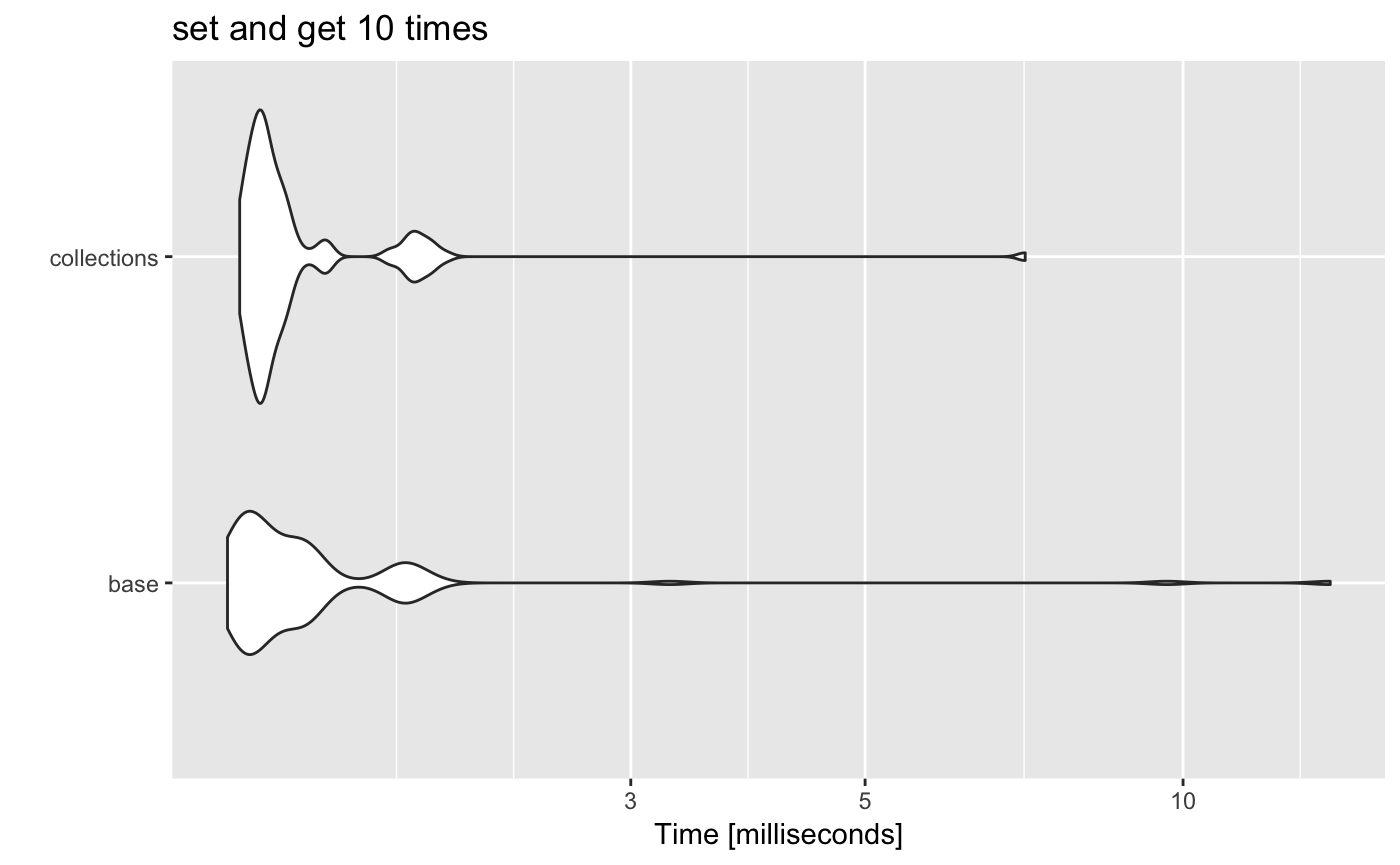 set and get 10 times
collections
base
3 5 10
Time [milliseconds]